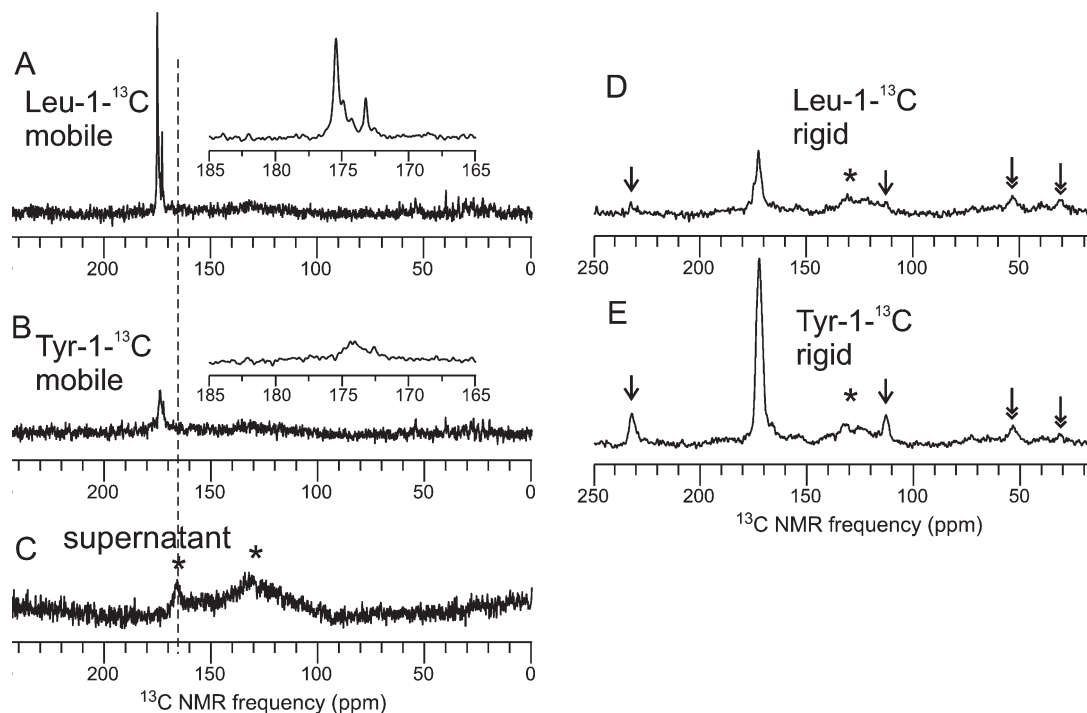 A
Leu-1-¹³C
mobile
185 180 175 170 165
200 150 100 50 0
B
Tyr-1-¹³C
mobile
185 180 175 170 165
200 150 100 50 0
C supernatant
* *
200 150 100 50 0
¹³C NMR frequency (ppm)
D
Leu-1-¹³C
rigid
*
250 200 150 100 50
E
Tyr-1-¹³C
rigid
*
250 200 150 100 50
¹³C NMR frequency (ppm)